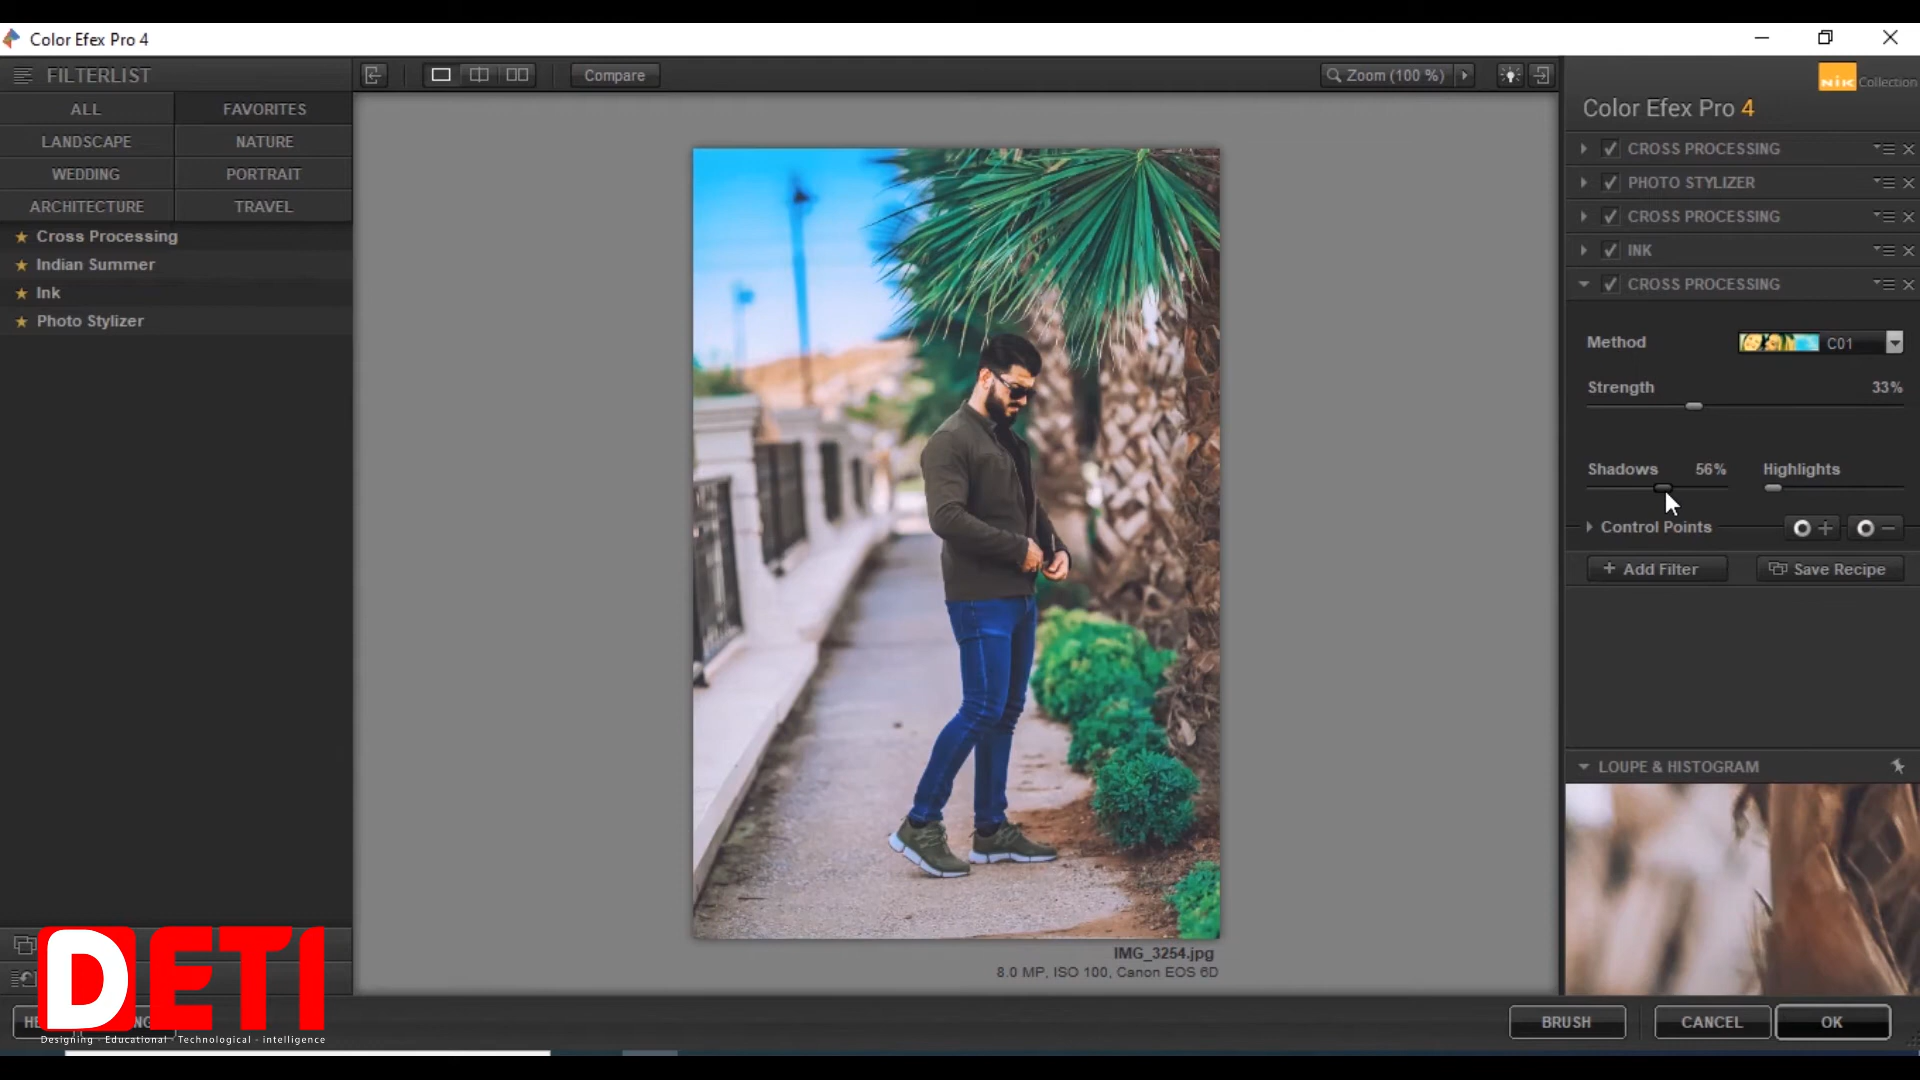 Color Efex Pro 4
FILTERLIST
ALL
FAVORITES
LANDSCAPE
NATURE
WEDDING
PORTRAIT
ARCHITECTURE
TRAVEL
Cross Processing
Indian Summer
Ink
Photo Stylizer
Compare
Zoom (100 %)
IMG_3254.jpg
8.0 MP, ISO 100, Canon EOS 6D
NIK Collection
Color Efex Pro 4
CROSS PROCESSING
PHOTO STYLIZER
CROSS PROCESSING
INK
CROSS PROCESSING
Method
C01
Strength
33%
Shadows
56%
Highlights
Control Points
Add Filter
Save Recipe
LOUPE & HISTOGRAM
DETI
Designing - Educational - Technological - intelligence
BRUSH
CANCEL
OK